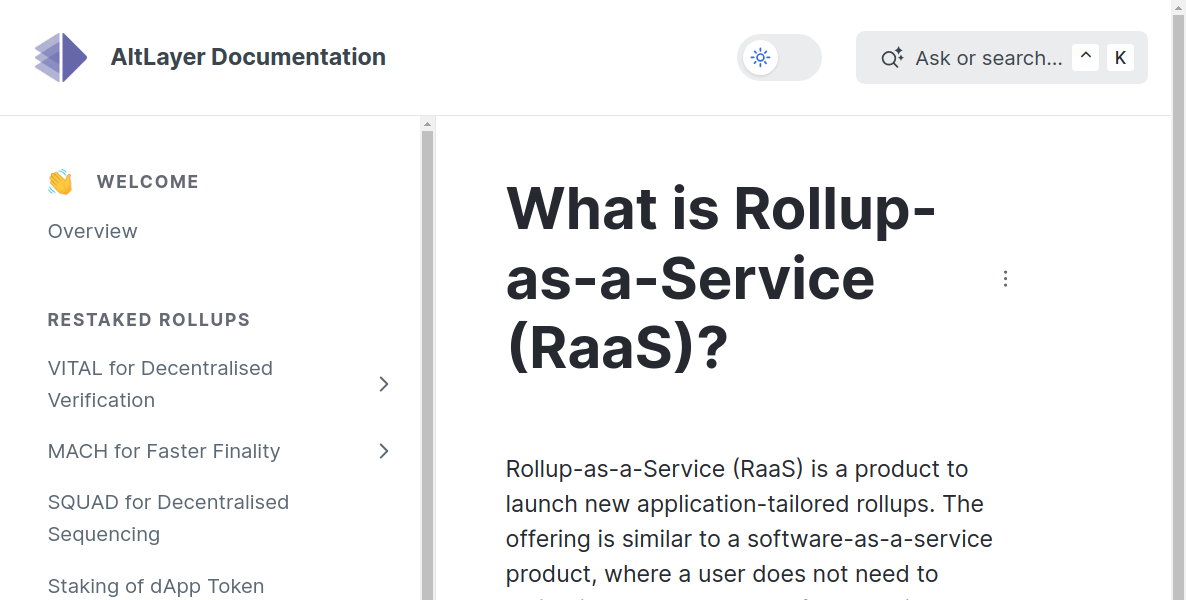 AltLayer Documentation
Ask or search... ^ K
WELCOME
Overview
RESTAKED ROLLUPS
VITAL for Decentralised
Verification
MACH for Faster Finality
SQUAD for Decentralised
Sequencing
Staking of dApp Token
What is Rollup-
as-a-Service
(RaaS)?
Rollup-as-a-Service (RaaS) is a product to
launch new application-tailored rollups. The
offering is similar to a software-as-a-service
product, where a user does not need to